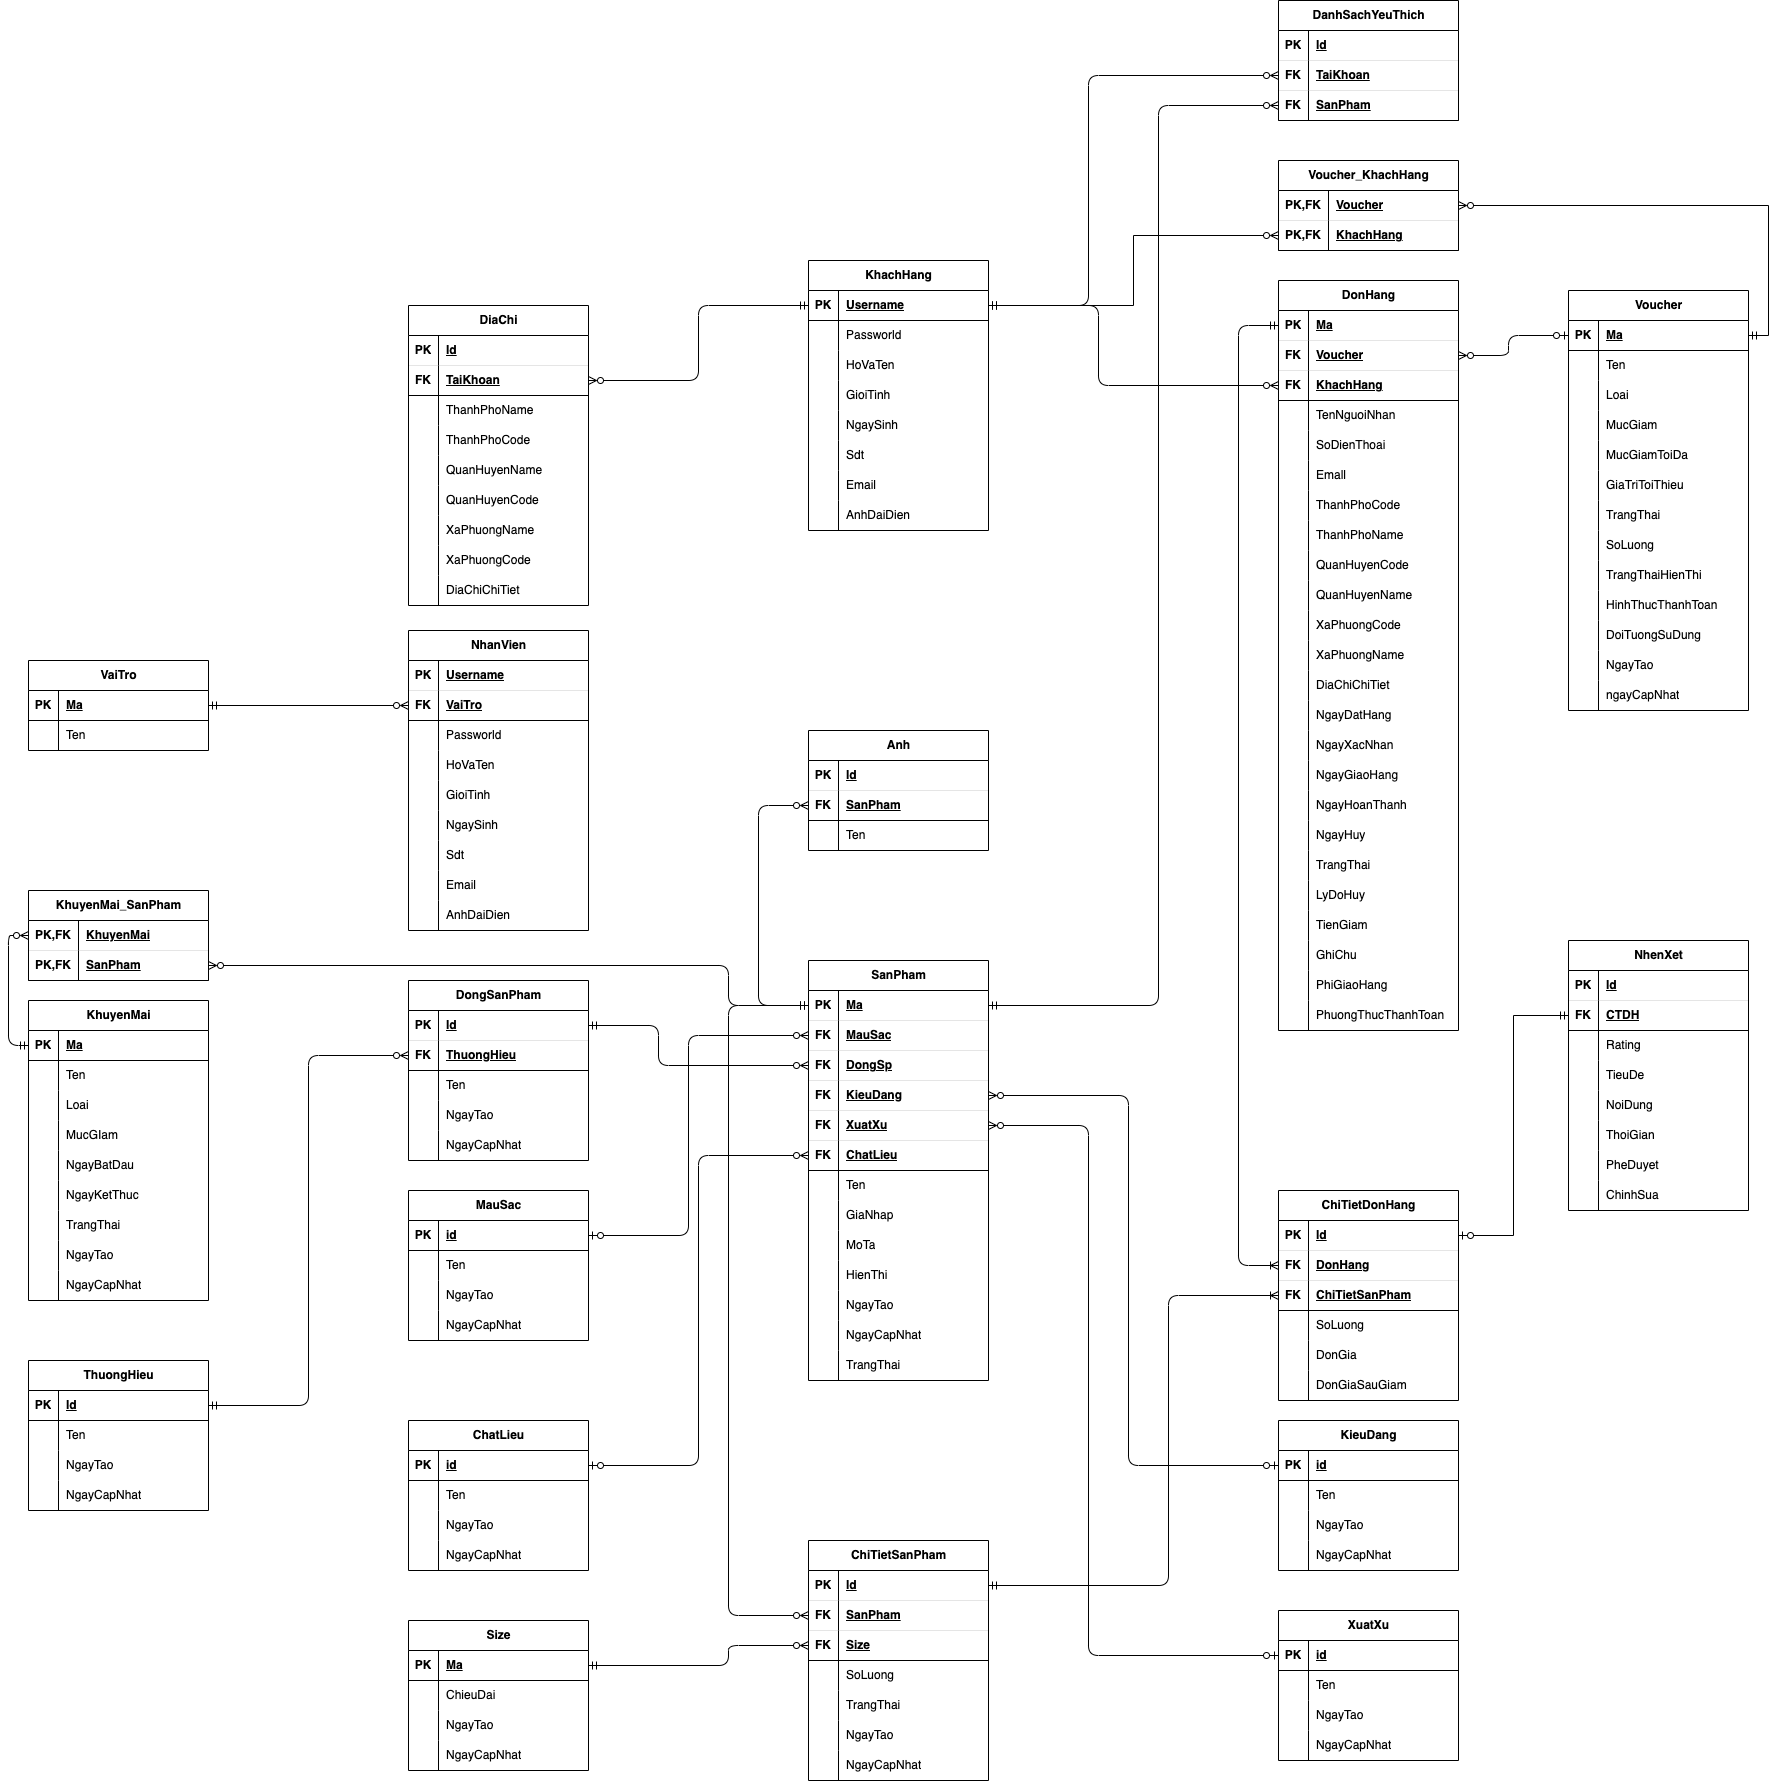 DanhSachYeuThich
PK Id
FK TaiKhoan
FK SanPham
Voucher_KhachHang
PK,FK Voucher
PK,FK KhachHang
KhachHang
PK Username
Passworld
HoVaTen
GioiTinh
NgaySinh
Sdt
Email
AnhDaiDien
DonHang
PK Ma
FK Voucher
FK KhachHang
TenNguoiNhan
SoDienThoai
Emall
ThanhPhoCode
ThanhPhoName
QuanHuyenCode
QuanHuyenName
XaPhuongCode
XaPhuongName
DiaChiChiTiet
NgayDatHang
NgayXacNhan
NgayGiaoHang
NgayHoanThanh
NgayHuy
TrangThai
LyDoHuy
TienGiam
GhiChu
PhiGiaoHang
PhuongThucThanhToan
Voucher
PK Ma
Ten
Loai
MucGiam
MucGiamToiDa
GiaTriToiThieu
TrangThai
SoLuong
TrangThaiHienThi
HinhThucThanhToan
DoiTuongSuDung
NgayTao
ngayCapNhat
DiaChi
PK Id
FK TaiKhoan
ThanhPhoName
ThanhPhoCode
QuanHuyenName
QuanHuyenCode
XaPhuongName
XaPhuongCode
DiaChiChiTiet
VaiTro
PK Ma
Ten
NhanVien
PK Username
FK VaiTro
Passworld
HoVaTen
GioiTinh
NgaySinh
Sdt
Email
AnhDaiDien
Anh
PK Id
FK SanPham
Ten
KhuyenMai_SanPham
PK,FK KhuyenMai
PK,FK SanPham
KhuyenMai
PK Ma
Ten
Loai
MucGIam
NgayBatDau
NgayKetThuc
TrangThai
NgayTao
NgayCapNhat
DongSanPham
PK Id
FK ThuongHieu
Ten
NgayTao
NgayCapNhat
SanPham
PK Ma
FK MauSac
FK DongSp
FK KieuDang
FK XuatXu
FK ChatLieu
Ten
GiaNhap
MoTa
HienThi
NgayTao
NgayCapNhat
TrangThai
NhenXet
PK Id
FK CTDH
Rating
TieuDe
NoiDung
ThoiGian
PheDuyet
ChinhSua
MauSac
PK id
Ten
NgayTao
NgayCapNhat
ChiTietDonHang
PK Id
FK DonHang
FK ChiTietSanPham
SoLuong
DonGia
DonGiaSauGiam
ThuongHieu
PK Id
Ten
NgayTao
NgayCapNhat
ChatLieu
PK id
Ten
NgayTao
NgayCapNhat
KieuDang
PK id
Ten
NgayTao
NgayCapNhat
ChiTietSanPham
PK Id
FK SanPham
FK Size
SoLuong
TrangThai
NgayTao
NgayCapNhat
Size
PK Ma
ChieuDai
NgayTao
NgayCapNhat
XuatXu
PK id
Ten
NgayTao
NgayCapNhat